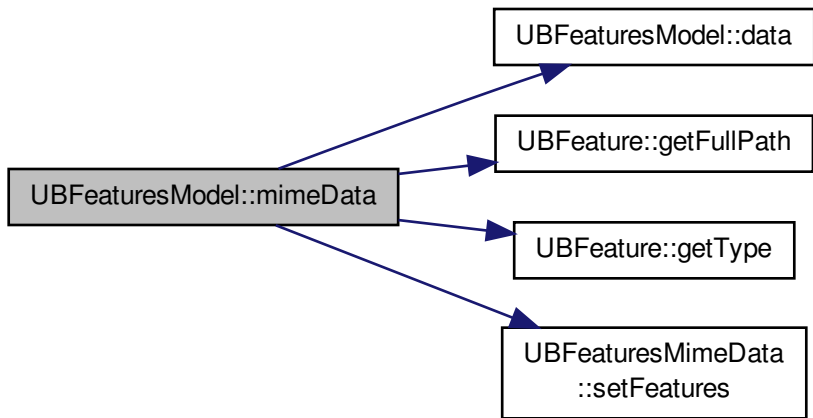 UBFeaturesModel::data
UBFeature::getFullPath
UBFeaturesModel::mimeData
UBFeature::getType
UBFeaturesMimeData
::setFeatures